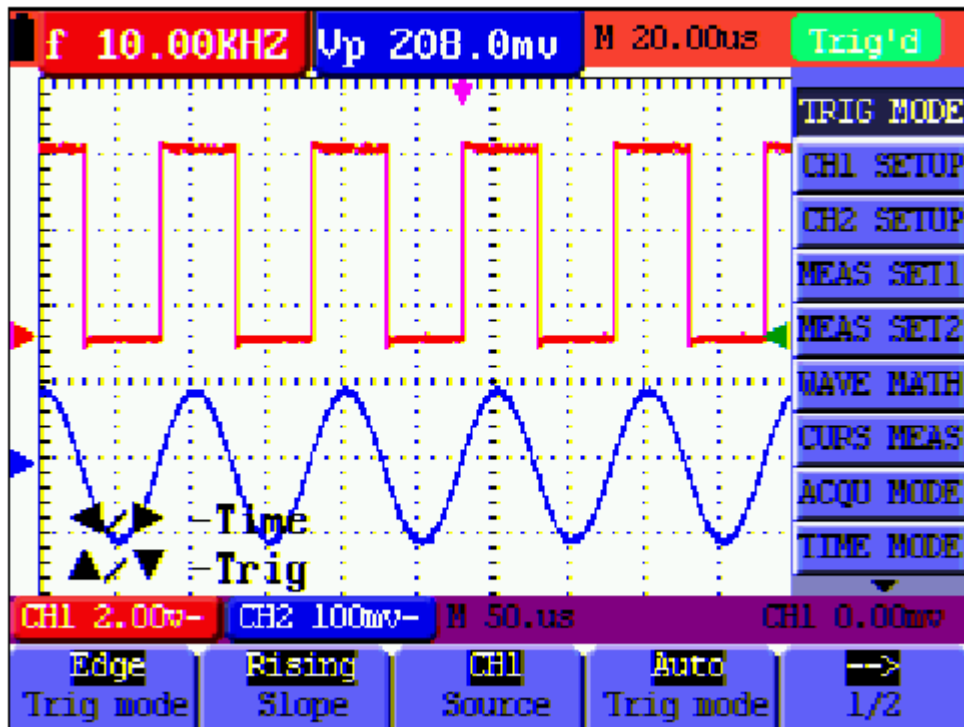 f 10.00KHZ Vp 208.0mv M 20.00us Trig'd
TRIG MODE
CH1 SETUP
CH2 SETUP
MEAS SET1
MEAS SET2
WAVE MATH
CURS MEAS
ACQU MODE
TIME MODE
◀/▶ -Time
▲/▼ -Trig
CH1 2.00v- CH2 100mv- M 50.us CH1 0.00mv
Edge Rising CH1 Auto -->
Trig mode Slope Source Trig mode 1/2